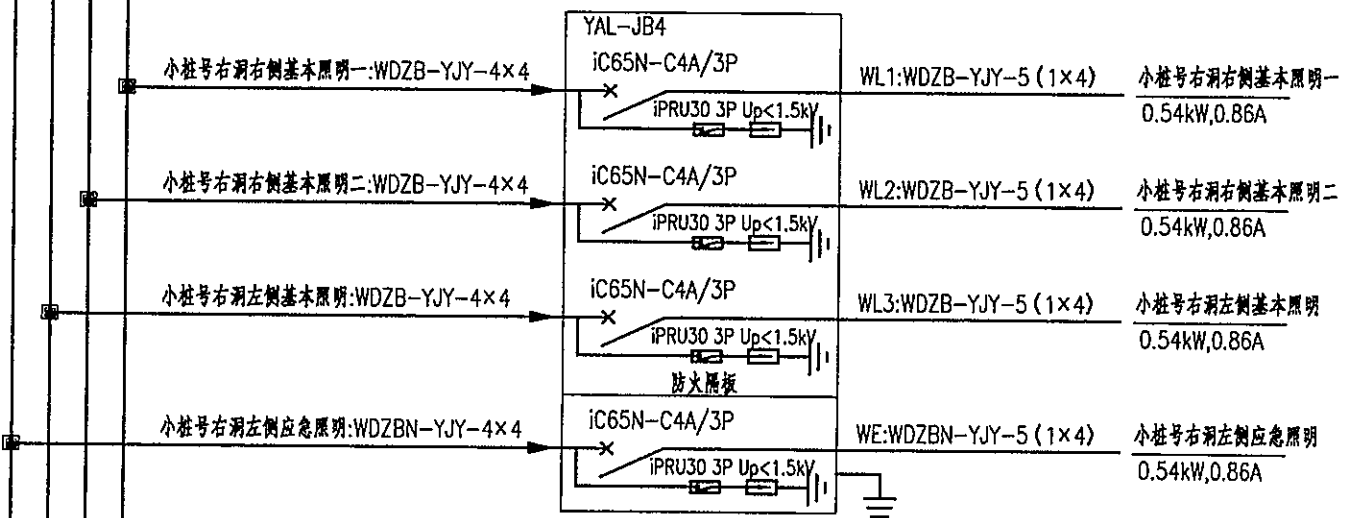 YAL-JB4
小桩号右洞右侧基本照明一:WDZB-YJY-4×4
iC65N-C4A/3P
iPRU30 3P Up<1.5kV
WL1:WDZB-YJY-5(1×4)
小桩号右洞右侧基本照明一
0.54kW,0.86A
小桩号右洞右侧基本照明二:WDZB-YJY-4×4
iC65N-C4A/3P
iPRU30 3P Up<1.5kV
WL2:WDZB-YJY-5(1×4)
小桩号右洞右侧基本照明二
0.54kW,0.86A
小桩号右洞左侧基本照明:WDZB-YJY-4×4
iC65N-C4A/3P
iPRU30 3P Up<1.5kV
WL3:WDZB-YJY-5(1×4)
小桩号右洞左侧基本照明
0.54kW,0.86A
防火隔板
小桩号右洞左侧应急照明:WDZBN-YJY-4×4
iC65N-C4A/3P
iPRU30 3P Up<1.5kV
WE:WDZBN-YJY-5(1×4)
小桩号右洞左侧应急照明
0.54kW,0.86A